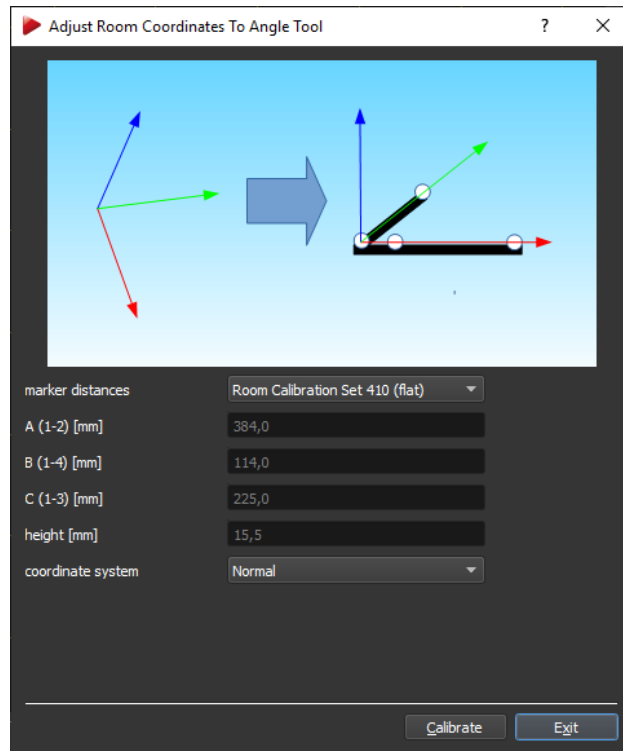 Adjust Room Coordinates To Angle Tool ? ×
marker distances Room Calibration Set 410 (flat)
A (1-2) [mm] 384,0
B (1-4) [mm] 114,0
C (1-3) [mm] 225,0
height [mm] 15,5
coordinate system Normal
Calibrate Exit